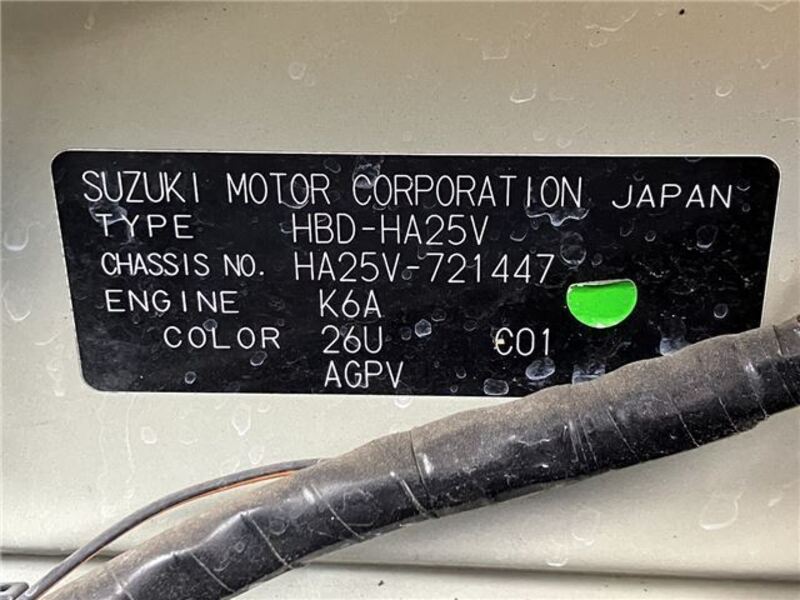 SUZUKI MOTOR CORPORATION JAPAN
TYPE HBD-HA25V
CHASSIS NO. HA25V-721447
ENGINE K6A
COLOR 26U C01
AGPV